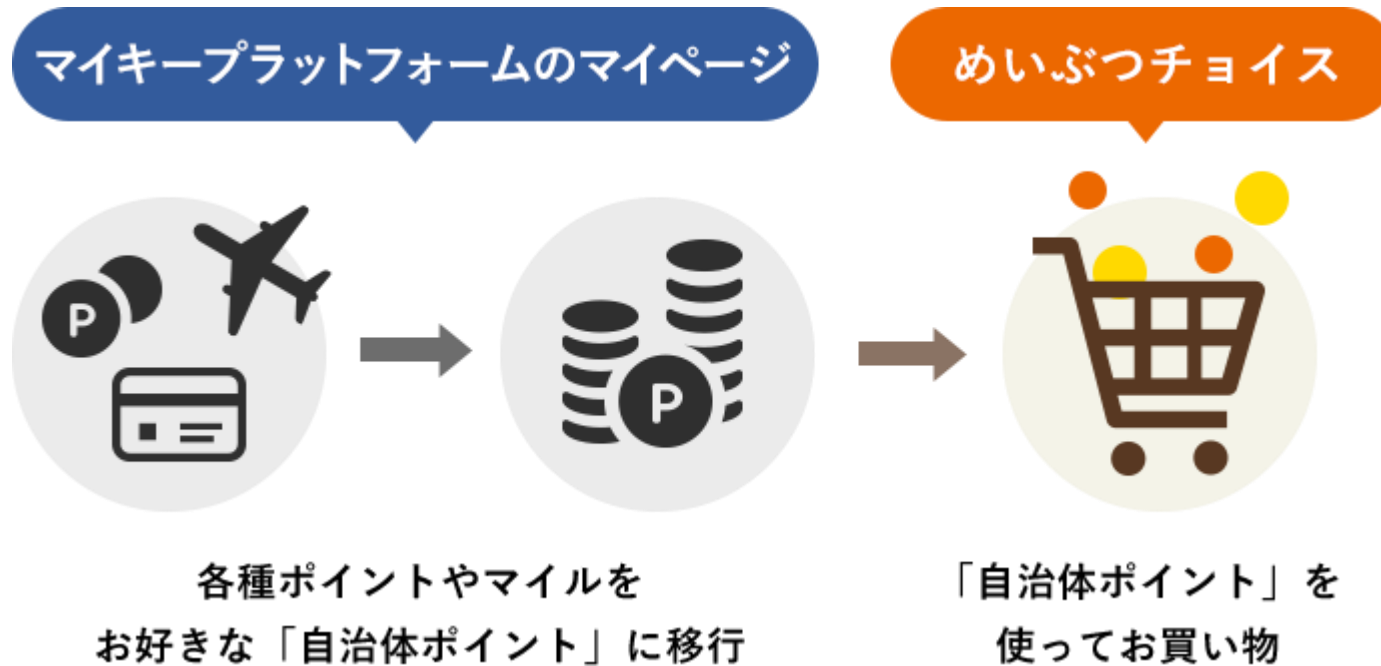 マイキープラットフォームのマイページ
めいぶつチョイス
P
P
各種ポイントやマイルを
お好きな「自治体ポイント」に移行
「自治体ポイント」を
使ってお買い物